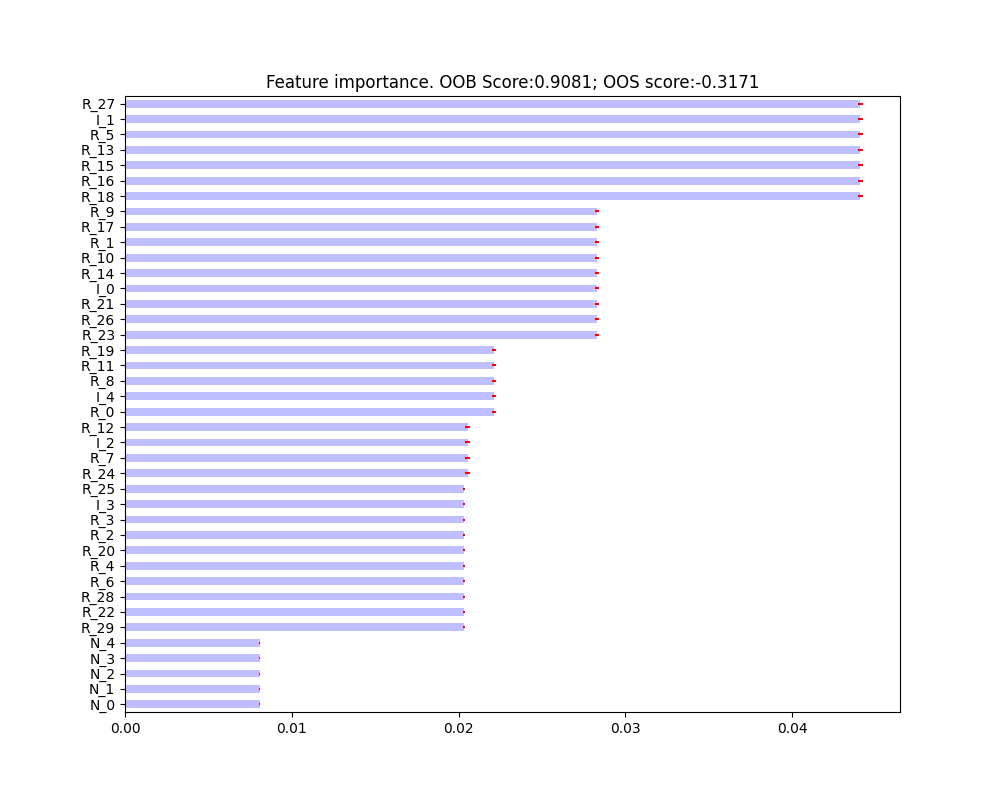 Feature importance. OOB Score:0.9081; OOS score:-0.3171
R_27
I_1
R_5
R_13
R_15
R_16
R_18
R_9
R_17
R_1
R_10
R_14
I_0
R_21
R_26
R_23
R_19
R_11
R_8
I_4
R_0
R_12
I_2
R_7
R_24
R_25
I_3
R_3
R_2
R_20
R_4
R_6
R_28
R_22
R_29
N_4
N_3
N_2
N_1
N_0
0.00 0.01 0.02 0.03 0.04